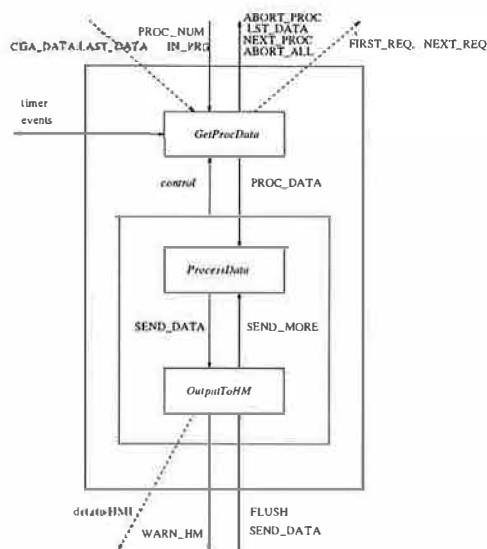 ABORT_PROC
LST_DATA
NEXT_PROC
ABORT_ALL
PROC_NUM
CGA_DATA.LAST_DATA IN_PRG
FIRST_REQ, NEXT_REQ
timer
events
GetProcData
control
PROC_DATA
ProcessData
SEND_DATA
SEND_MORE
OutputToHM
datatoHMI
FLUSH
WARN_HM
SEND_DATA